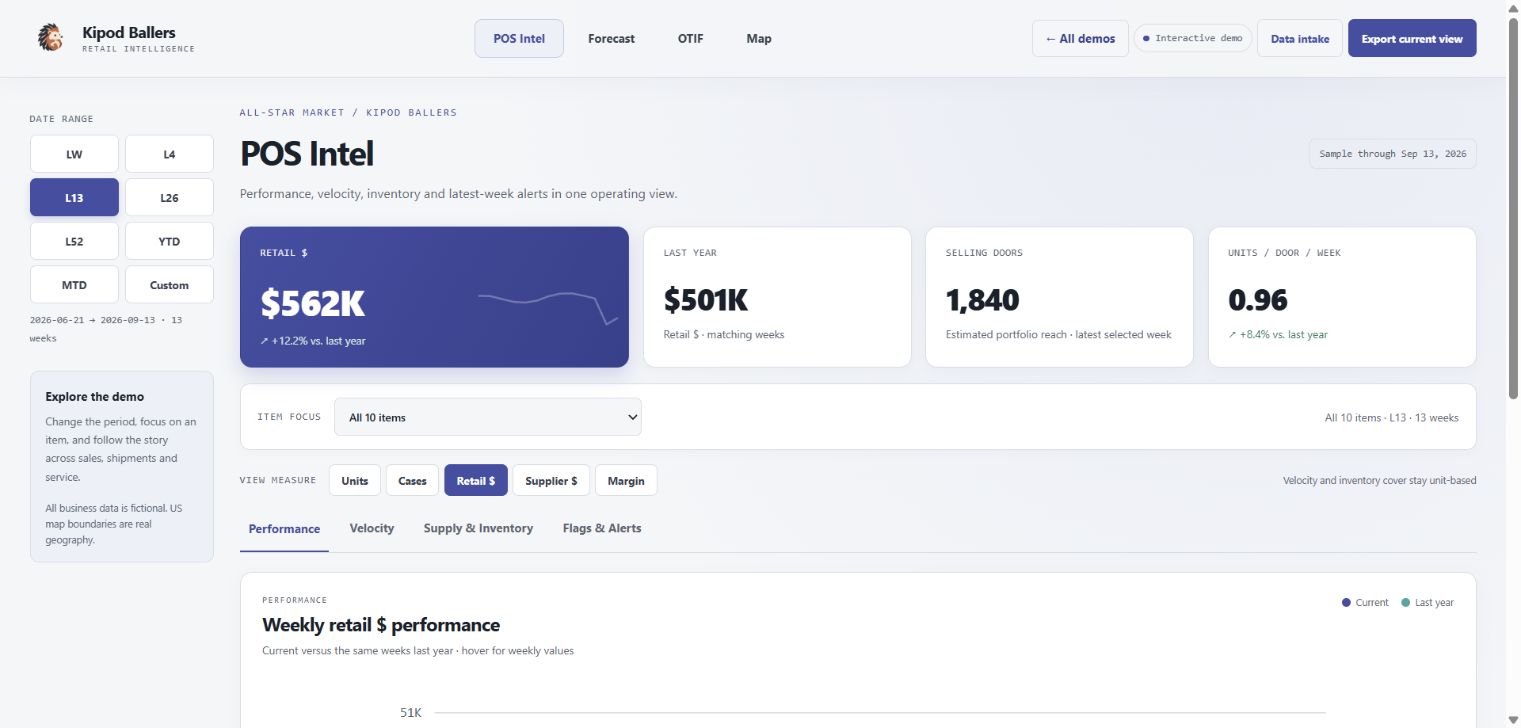 Kipod Ballers
RETAIL INTELLIGENCE
POS Intel
Forecast
OTIF
Map
← All demos
Interactive demo
Data intake
Export current view
DATE RANGE
LW
L4
L13
L26
L52
YTD
MTD
Custom
2026-06-21 → 2026-09-13 · 13
weeks
Explore the demo
Change the period, focus on an
item, and follow the story
across sales, shipments and
service.
All business data is fictional. US
map boundaries are real
geography.
ALL-STAR MARKET / KIPOD BALLERS
POS Intel
Sample through Sep 13, 2026
Performance, velocity, inventory and latest-week alerts in one operating view.
RETAIL $
$562K
↗ +12.2% vs. last year
LAST YEAR
$501K
Retail $ · matching weeks
SELLING DOORS
1,840
Estimated portfolio reach · latest selected week
UNITS / DOOR / WEEK
0.96
↗ +8.4% vs. last year
ITEM FOCUS
All 10 items
All 10 items · L13 · 13 weeks
VIEW MEASURE
Units
Cases
Retail $
Supplier $
Margin
Velocity and inventory cover stay unit-based
Performance
Velocity
Supply & Inventory
Flags & Alerts
PERFORMANCE
Weekly retail $ performance
Current versus the same weeks last year · hover for weekly values
Current
Last year
51K